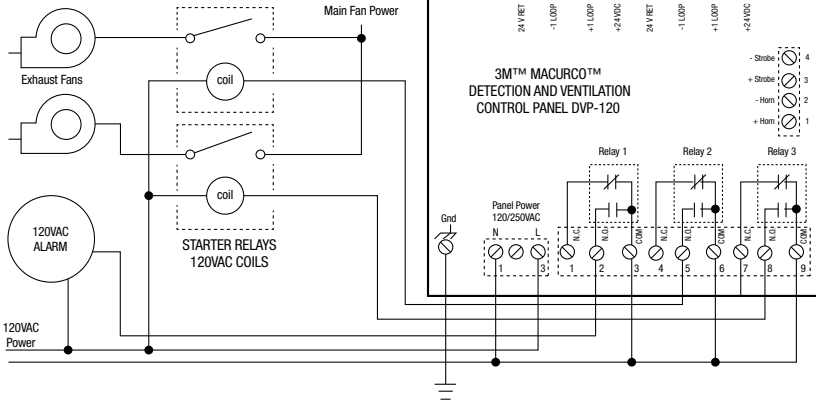 Main Fan Power
Exhaust Fans
coil
coil
STARTER RELAYS
120VAC COILS
120VAC
ALARM
120VAC
Power
24 V RET
-1 LOOP
+1 LOOP
+24VDC
24 V RET
-1 LOOP
+1 LOOP
+24VDC
3M™ MACURCO™
DETECTION AND VENTILATION
CONTROL PANEL DVP-120
- Strobe 4
+ Strobe 3
- Horn 2
+ Horn 1
Relay 1
Relay 2
Relay 3
Gnd
Panel Power
120/250VAC
N L
1 3
N.C. N.O. COM N.C. N.O. COM N.C. N.O. COM
1 2 3 4 5 6 7 8 9